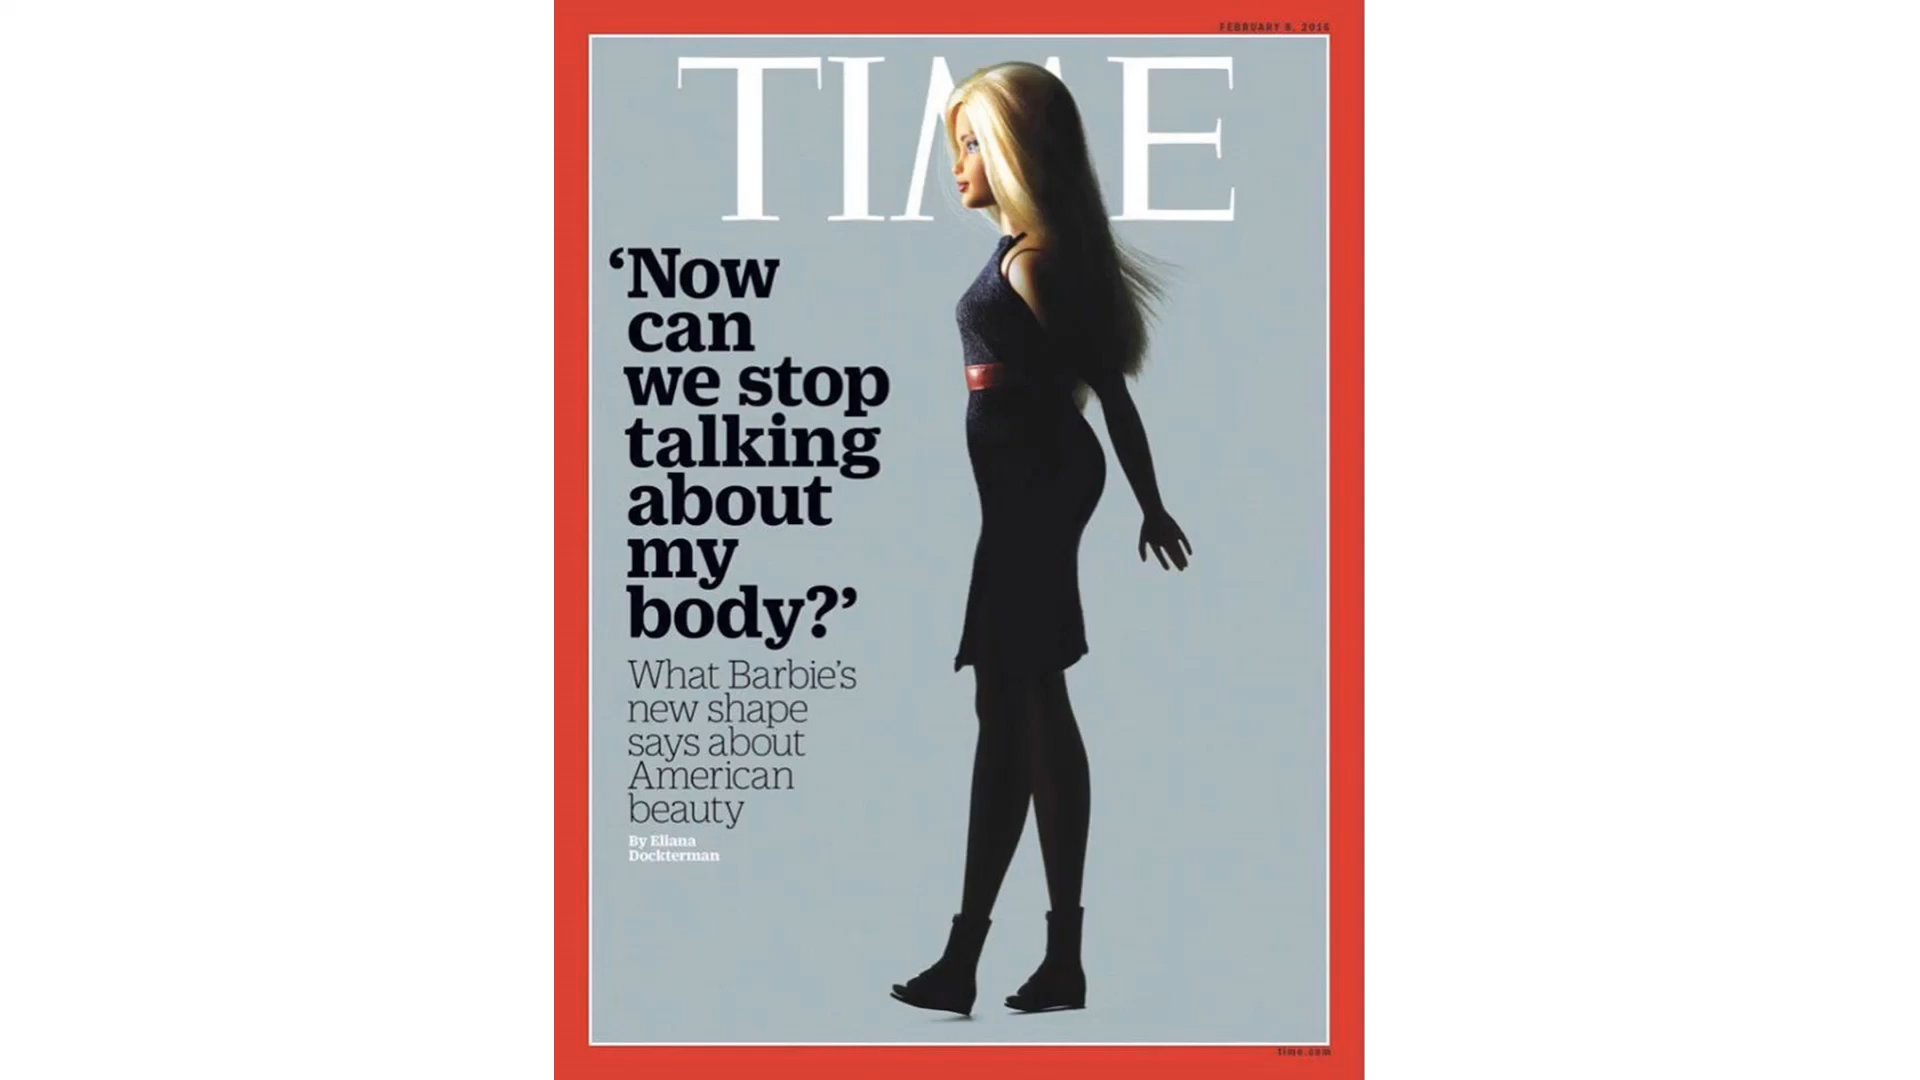 FEBRUARY 8, 2016
TIME
‘Now
can
we stop
talking
about
my
body?’
What Barbie’s
new shape
says about
American
beauty
By Eliana
Dockterman
time.com